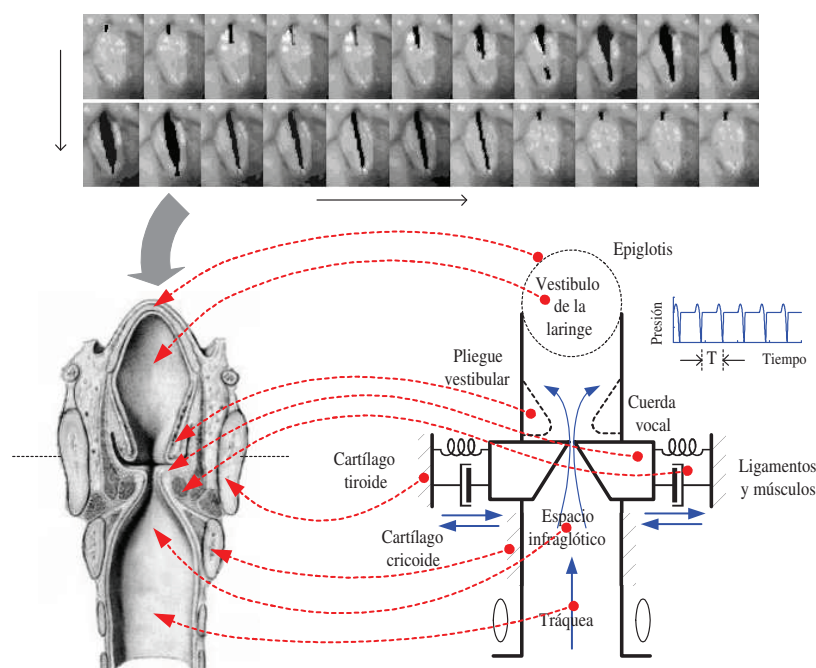 Epiglotis
Vestibulo
de la
laringe
Presión
T
Tiempo
Pliegue
vestibular
Cuerda
vocal
Cartílago
tiroide
Ligamentos
y músculos
Espacio
infraglótico
Cartílago
cricoide
Tráquea